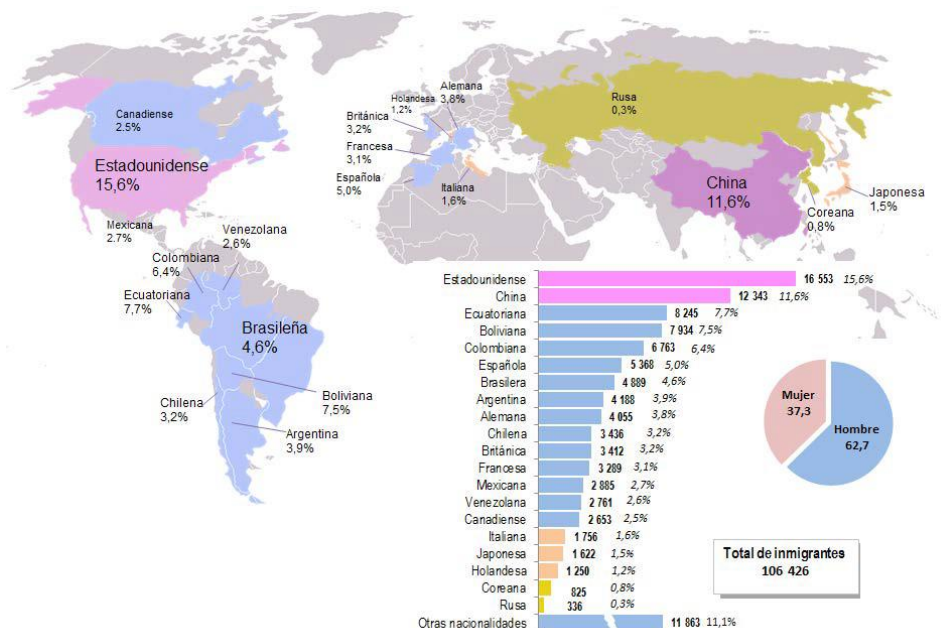 Canadiense
2.5%
Estadounidense
15,6%
Mexicana
2.7%
Venezolana
2,6%
Colombiana
6,4%
Ecuatoriana
7,7%
Brasileña
4,6%
Boliviana
7,5%
Chilena
3,2%
Argentina
3,9%
Alemana
3,8%
Holandesa
1,2%
Británica
3,2%
Francesa
3,1%
Española
5,0%
Italiana
1,6%
Rusa
0,3%
China
11,6%
Japonesa
1,5%
Coreana
0,8%
Estadounidense 16 553 15,6%
China 12 343 11,6%
Ecuatoriana 8 245 7,7%
Boliviana 7 934 7,5%
Colombiana 6 763 6,4%
Española 5 368 5,0%
Brasilera 4 889 4,6%
Argentina 4 188 3,9%
Alemana 4 055 3,8%
Chilena 3 436 3,2%
Británica 3 412 3,2%
Francesa 3 289 3,1%
Mexicana 2 885 2,7%
Venezolana 2 761 2,6%
Canadiense 2 653 2,5%
Italiana 1 756 1,6%
Japonesa 1 622 1,5%
Holandesa 1 250 1,2%
Coreana 825 0,8%
Rusa 336 0,3%
Otras nacionalidades 11 863 11,1%
Mujer
37,3
Hombre
62,7
Total de inmigrantes
106 426